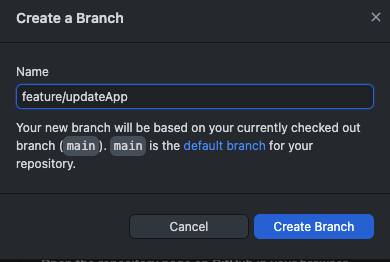 Create a Branch
Name
feature/updateApp
Your new branch will be based on your currently checked out
branch (main). main is the default branch for your
repository.
Cancel
Create Branch